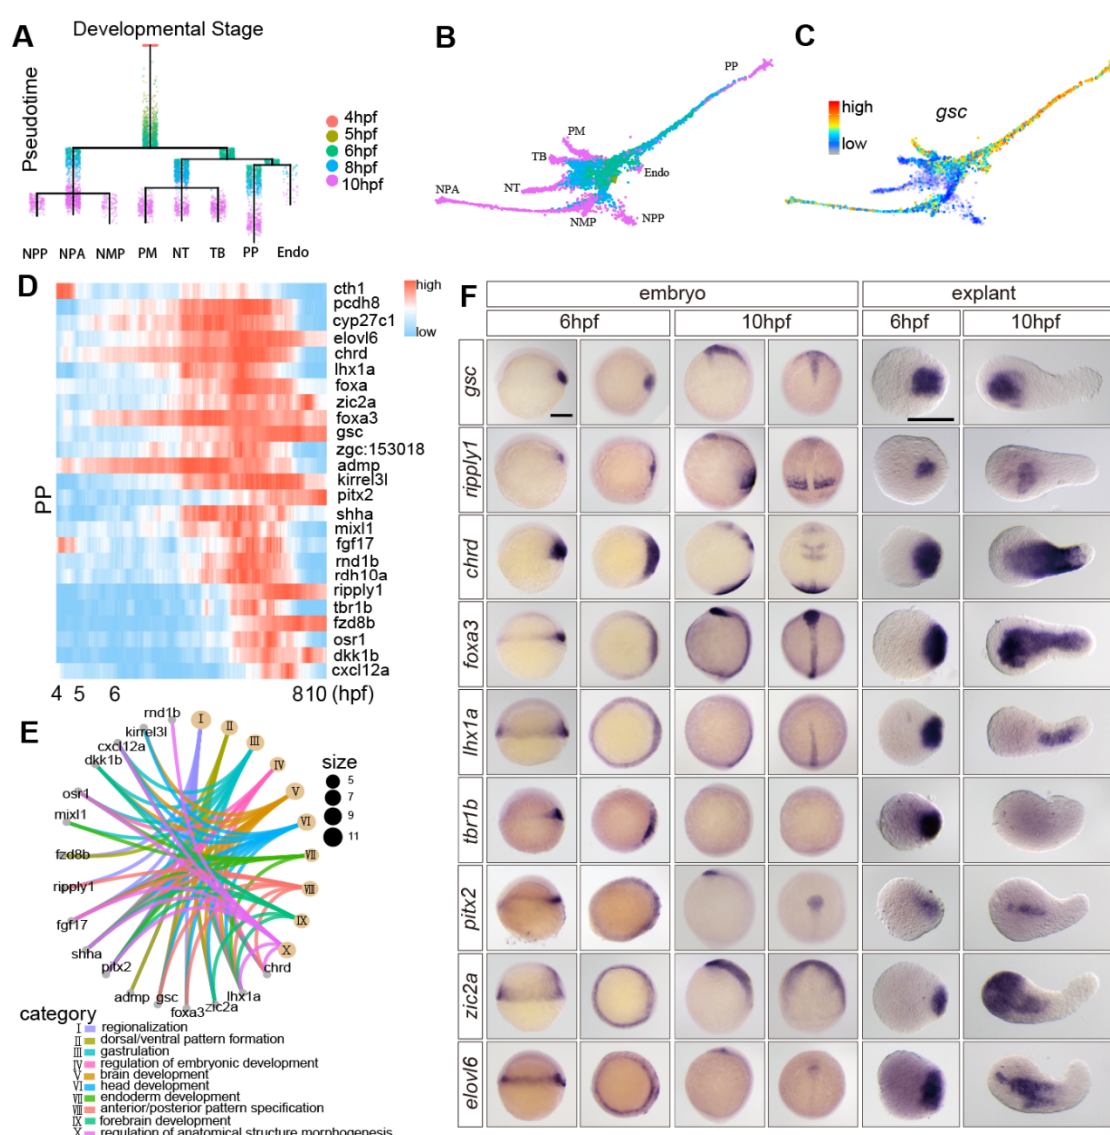 A
Developmental Stage
Pseudotime
4hpf
5hpf
6hpf
8hpf
10hpf
NPP NPA NMP PM NT TB PP Endo
B
PP
PM
TB
Endo
NT
NPA
NMP
NPP
C
high
low
gsc
D
PP
high
low
cth1
pcdh8
cyp27c1
elovl6
chrd
lhx1a
foxa
zic2a
foxa3
gsc
zgc:153018
admp
kirrel3l
pitx2
shha
mixl1
fgf17
rnd1b
rdh10a
ripply1
tbr1b
fzd8b
osr1
dkk1b
cxcl12a
4 5 6 8 10 (hpf)
E
rnd1b
kirrel3l
cxcl12a
dkk1b
osr1
mixl1
fzd8b
ripply1
fgf17
shha
pitx2
admp
gsc
foxa3
zic2a
lhx1a
chrd
I
II
III
IV
V
VI
VII
VIII
IX
X
size
5
7
9
11
category
I regionalization
II dorsal/ventral pattern formation
III gastrulation
IV regulation of embryonic development
V brain development
VI head development
VII endoderm development
VIII anterior/posterior pattern specification
IX forebrain development
X regulation of anatomical structure morphogenesis
F
embryo explant
6hpf 10hpf 6hpf 10hpf
gsc
ripply1
chrd
foxa3
lhx1a
tbr1b
pitx2
zic2a
elovl6